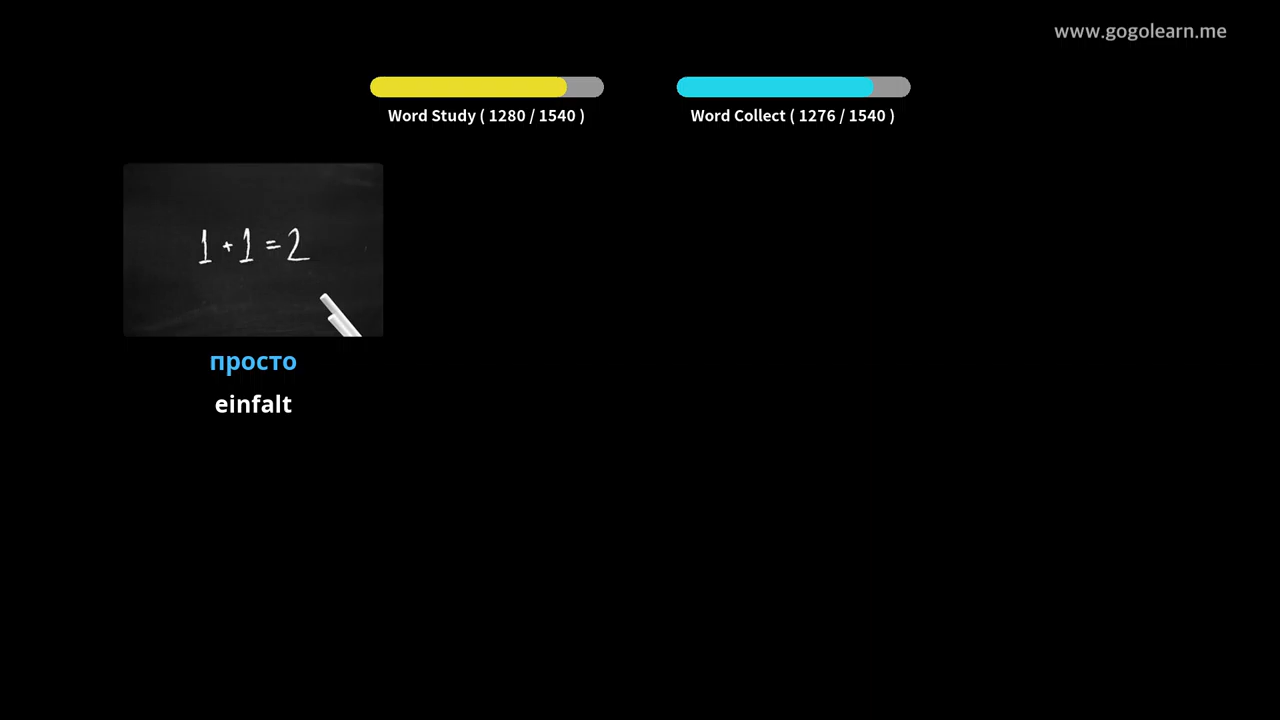 www.gogolearn.me
Word Study ( 1280 / 1540 )
Word Collect ( 1276 / 1540 )
1 + 1 = 2
просто
einfalt